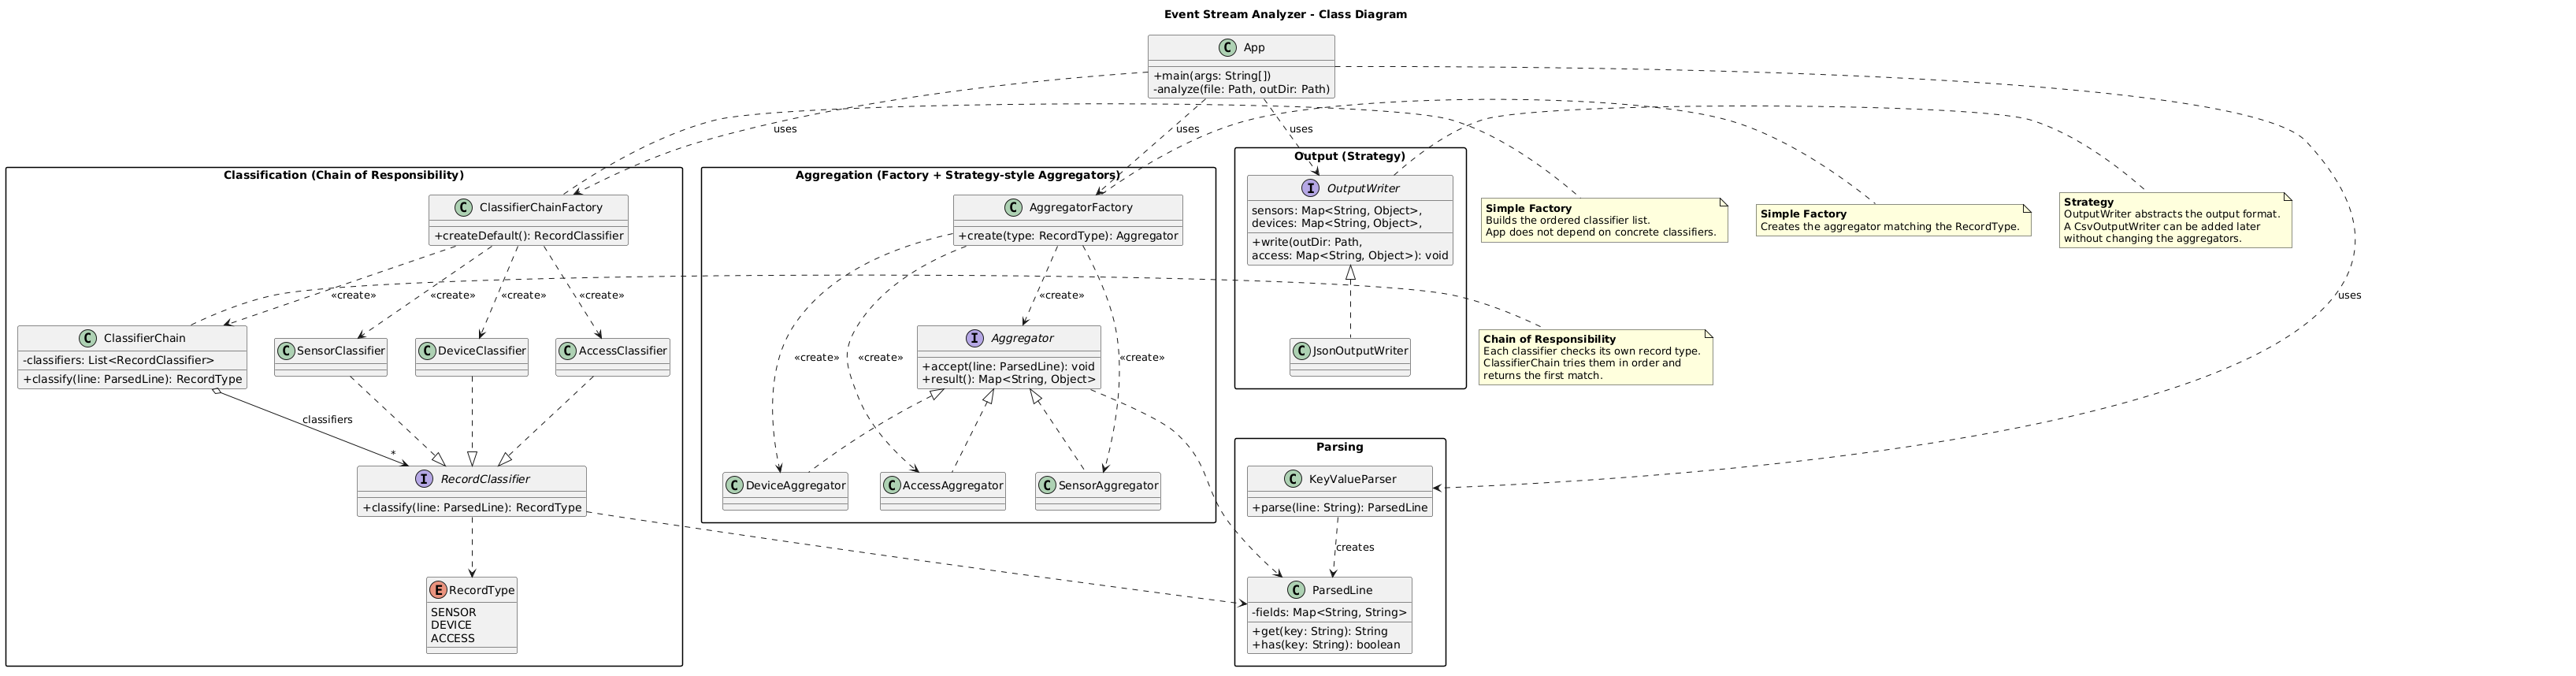 Event Stream Analyzer - Class Diagram
C App
+main(args: String[])
-analyze(file: Path, outDir: Path)
uses
uses
uses
uses
Classification (Chain of Responsibility)
C ClassifierChainFactory
+createDefault(): RecordClassifier
«create»
«create»
«create»
«create»
C ClassifierChain
-classifiers: List<RecordClassifier>
+classify(line: ParsedLine): RecordType
C SensorClassifier
C DeviceClassifier
C AccessClassifier
classifiers
*
I RecordClassifier
+classify(line: ParsedLine): RecordType
E RecordType
SENSOR
DEVICE
ACCESS
Aggregation (Factory + Strategy-style Aggregators)
C AggregatorFactory
+create(type: RecordType): Aggregator
«create»
«create»
«create»
«create»
I Aggregator
+accept(line: ParsedLine): void
+result(): Map<String, Object>
C DeviceAggregator
C AccessAggregator
C SensorAggregator
Output (Strategy)
I OutputWriter
sensors: Map<String, Object>,
devices: Map<String, Object>,
+write(outDir: Path,
access: Map<String, Object>): void
C JsonOutputWriter
Simple Factory
Builds the ordered classifier list.
App does not depend on concrete classifiers.
Simple Factory
Creates the aggregator matching the RecordType.
Strategy
OutputWriter abstracts the output format.
A CsvOutputWriter can be added later
without changing the aggregators.
Chain of Responsibility
Each classifier checks its own record type.
ClassifierChain tries them in order and
returns the first match.
Parsing
C KeyValueParser
+parse(line: String): ParsedLine
creates
C ParsedLine
-fields: Map<String, String>
+get(key: String): String
+has(key: String): boolean